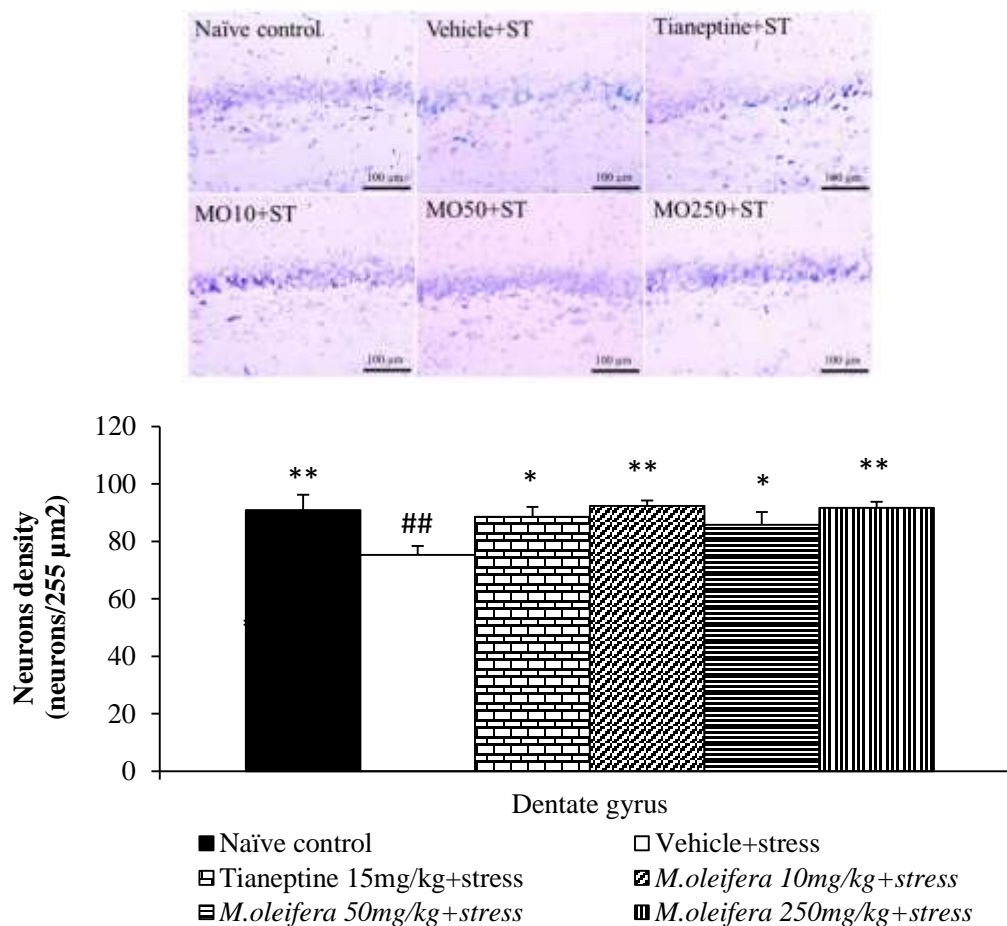 Naïve control
Vehicle+ST
Tianeptine+ST
100 µm
100 µm
100 µm
MO10+ST
MO50+ST
MO250+ST
100 µm
100 µm
100 µm
Neurons density
(neurons/255 µm2)
120
100
80
60
40
20
0
**
##
*
**
*
**
Dentate gyrus
Naïve control
Vehicle+stress
Tianeptine 15mg/kg+stress
M.oleifera 10mg/kg+stress
M.oleifera 50mg/kg+stress
M.oleifera 250mg/kg+stress